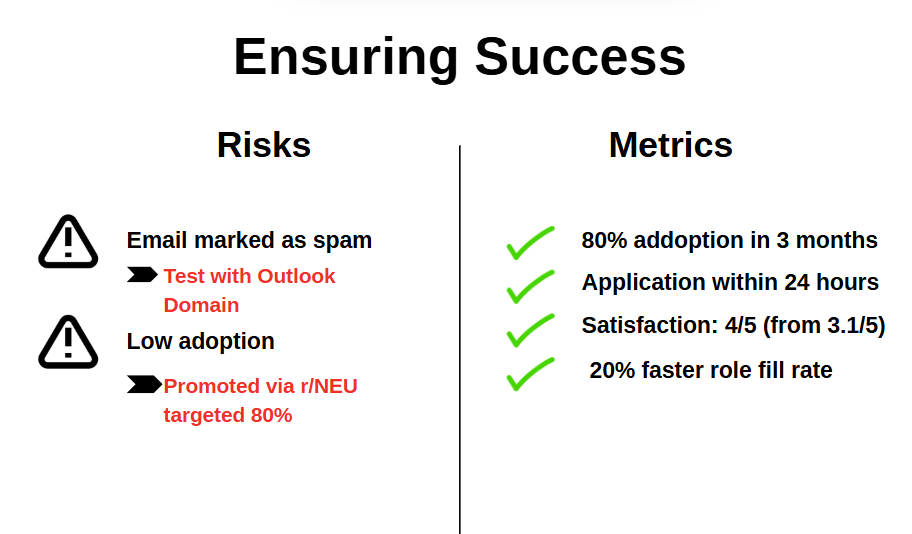 Ensuring Success
Risks
Email marked as spam
Test with Outlook
Domain
Low adoption
Promoted via r/NEU
targeted 80%
Metrics
80% addoption in 3 months
Application within 24 hours
Satisfaction: 4/5 (from 3.1/5)
20% faster role fill rate